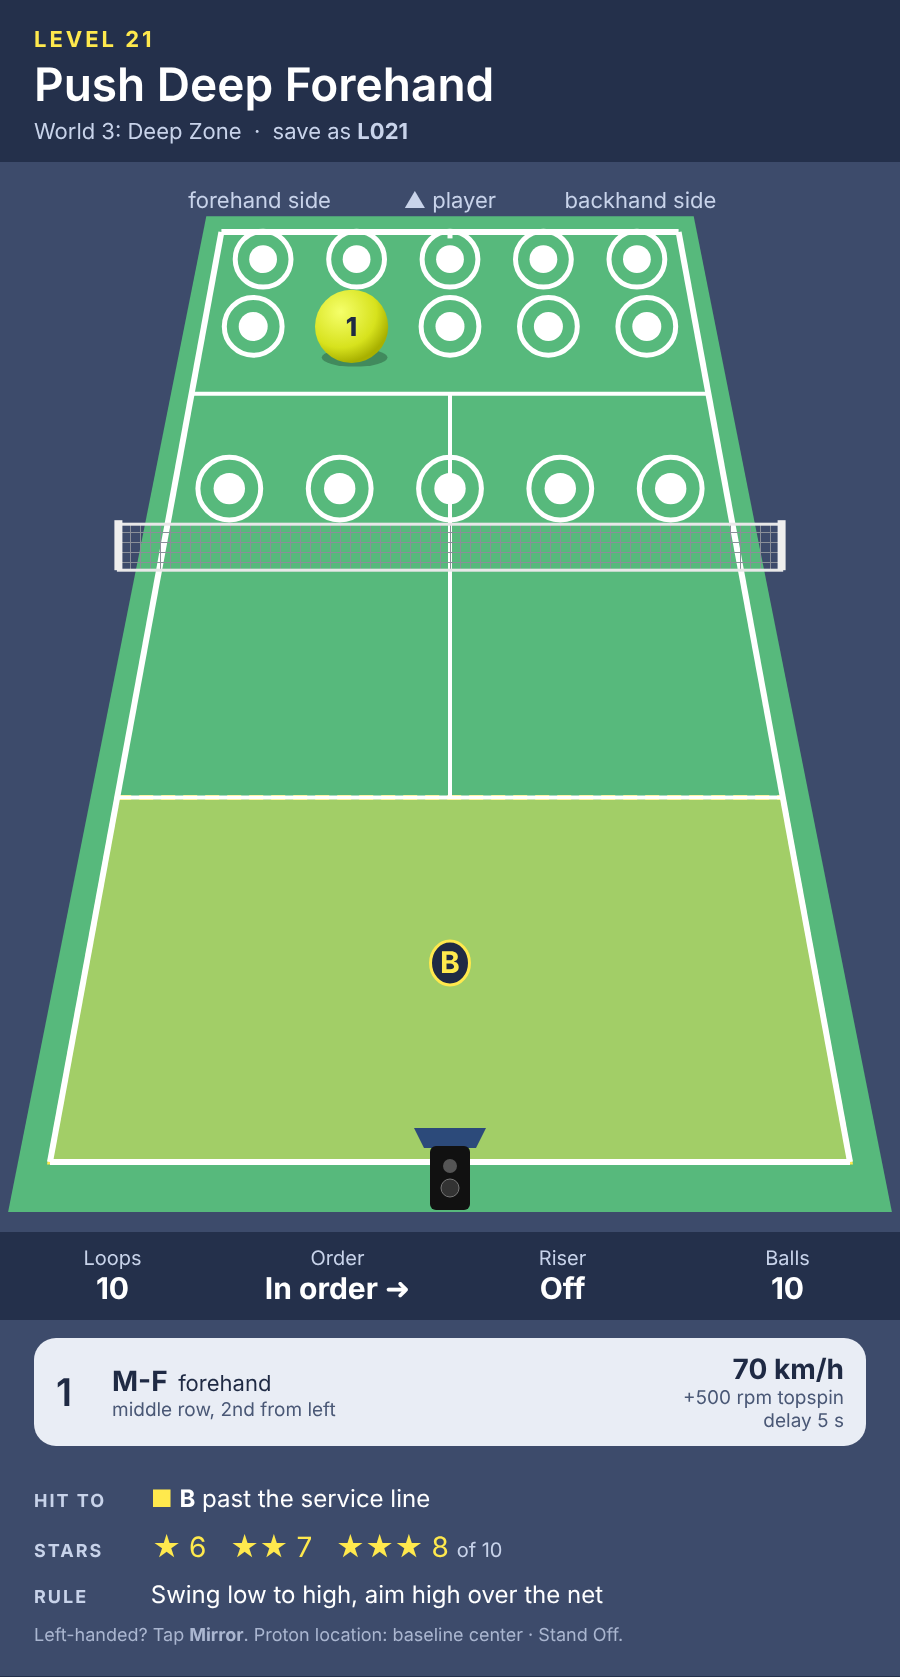 LEVEL 21
Push Deep Forehand
World 3: Deep Zone · save as L021
forehand side ▲ player backhand side
1
B
Loops Order Riser Balls
10 In order ➜ Off 10
1 M-F forehand 70 km/h
middle row, 2nd from left +500 rpm topspin
delay 5 s
HIT TO ■ B past the service line
STARS ★ 6 ★★ 7 ★★★ 8 of 10
RULE Swing low to high, aim high over the net
Left-handed? Tap Mirror. Proton location: baseline center · Stand Off.